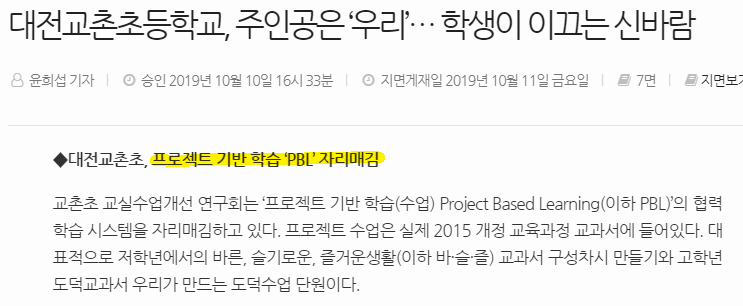 대전교촌초등학교, 주인공은 ‘우리’… 학생이 이끄는 신바람
윤희섭 기자 승인 2019년 10월 10일 16시 33분 지면게재일 2019년 10월 11일 금요일 7면 지면보기
◆대전교촌초, 프로젝트 기반 학습 ‘PBL’ 자리매김
교촌초 교실수업개선 연구회는 ‘프로젝트 기반 학습(수업) Project Based Learning(이하 PBL)’의 협력
학습 시스템을 자리매김하고 있다. 프로젝트 수업은 실제 2015 개정 교육과정 교과서에 들어있다. 대
표적으로 저학년에서의 바른, 슬기로운, 즐거운생활(이하 바·슬·즐) 교과서 구성차시 만들기와 고학년
도덕교과서 우리가 만드는 도덕수업 단원이다.